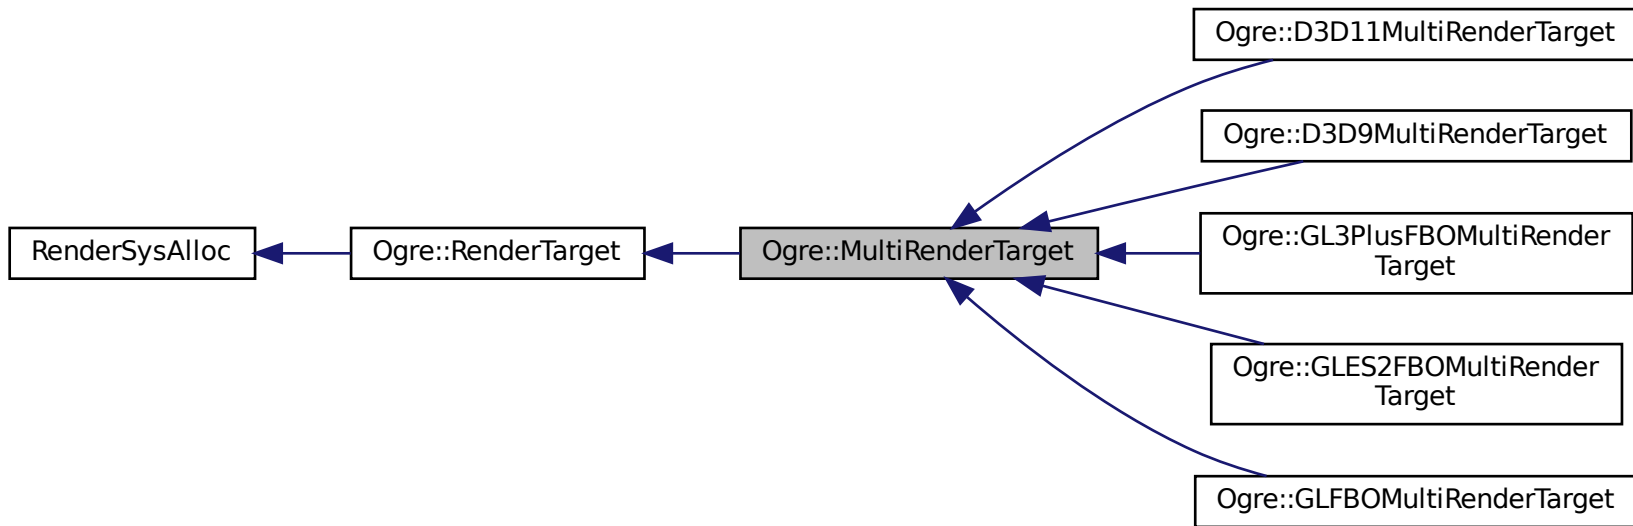 RenderSysAlloc
Ogre::RenderTarget
Ogre::MultiRenderTarget
Ogre::D3D11MultiRenderTarget
Ogre::D3D9MultiRenderTarget
Ogre::GL3PlusFBOMultiRender
Target
Ogre::GLES2FBOMultiRender
Target
Ogre::GLFBOMultiRenderTarget